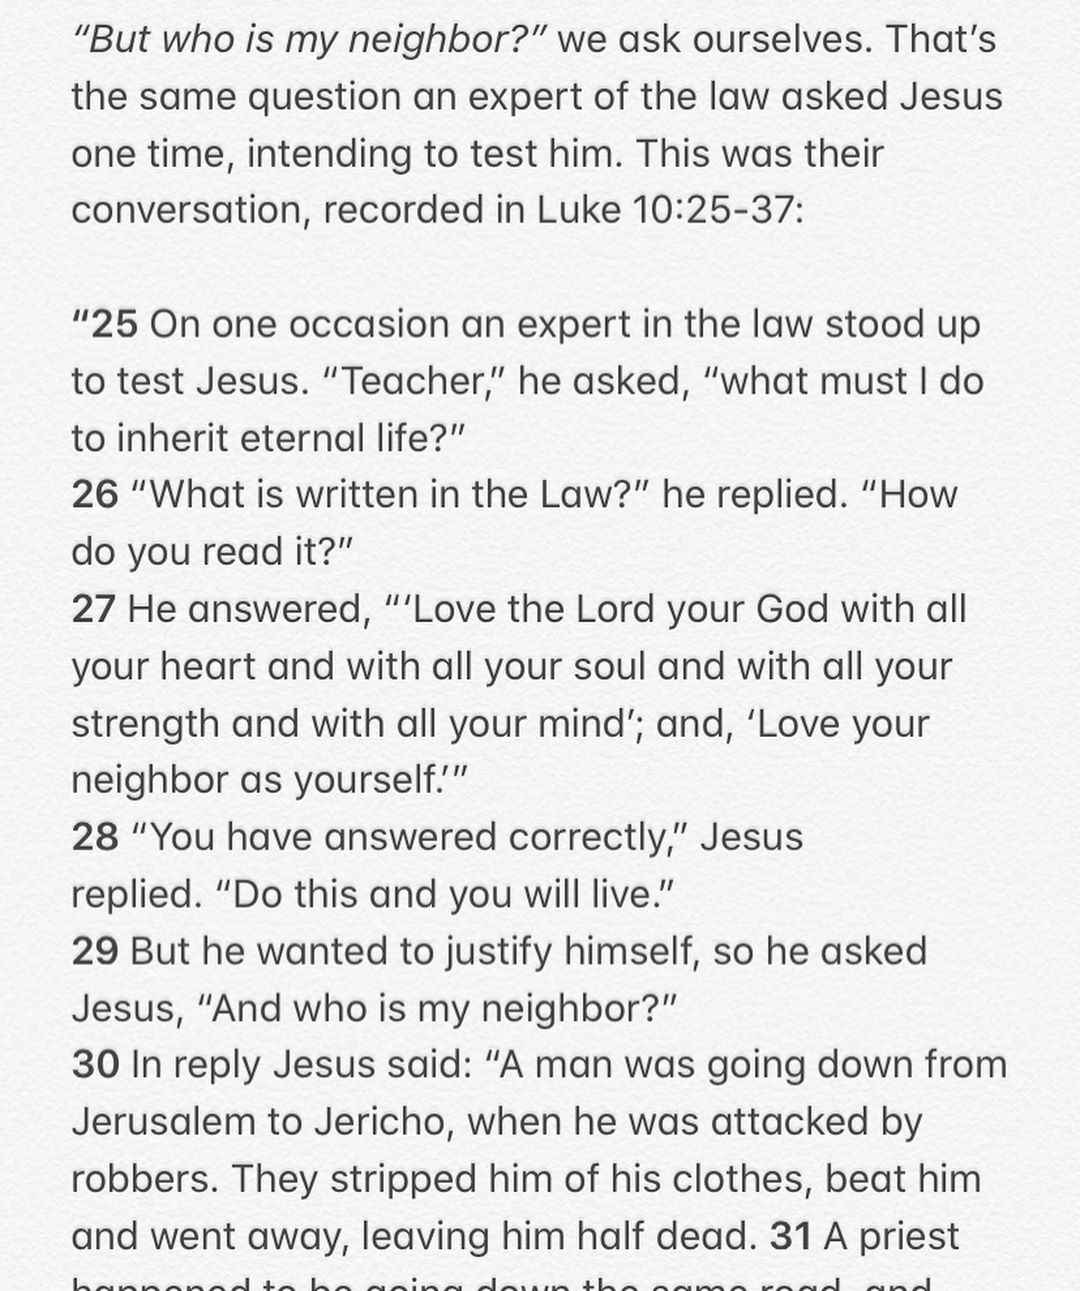 “But who is my neighbor?” we ask ourselves. That’s
the same question an expert of the law asked Jesus
one time, intending to test him. This was their
conversation, recorded in Luke 10:25-37:
“25 On one occasion an expert in the law stood up
to test Jesus. “Teacher,” he asked, “what must I do
to inherit eternal life?”
26 “What is written in the Law?” he replied. “How
do you read it?”
27 He answered, “‘Love the Lord your God with all
your heart and with all your soul and with all your
strength and with all your mind’; and, ‘Love your
neighbor as yourself.’”
28 “You have answered correctly,” Jesus
replied. “Do this and you will live.”
29 But he wanted to justify himself, so he asked
Jesus, “And who is my neighbor?”
30 In reply Jesus said: “A man was going down from
Jerusalem to Jericho, when he was attacked by
robbers. They stripped him of his clothes, beat him
and went away, leaving him half dead. 31 A priest
happened to be going down the same road, and